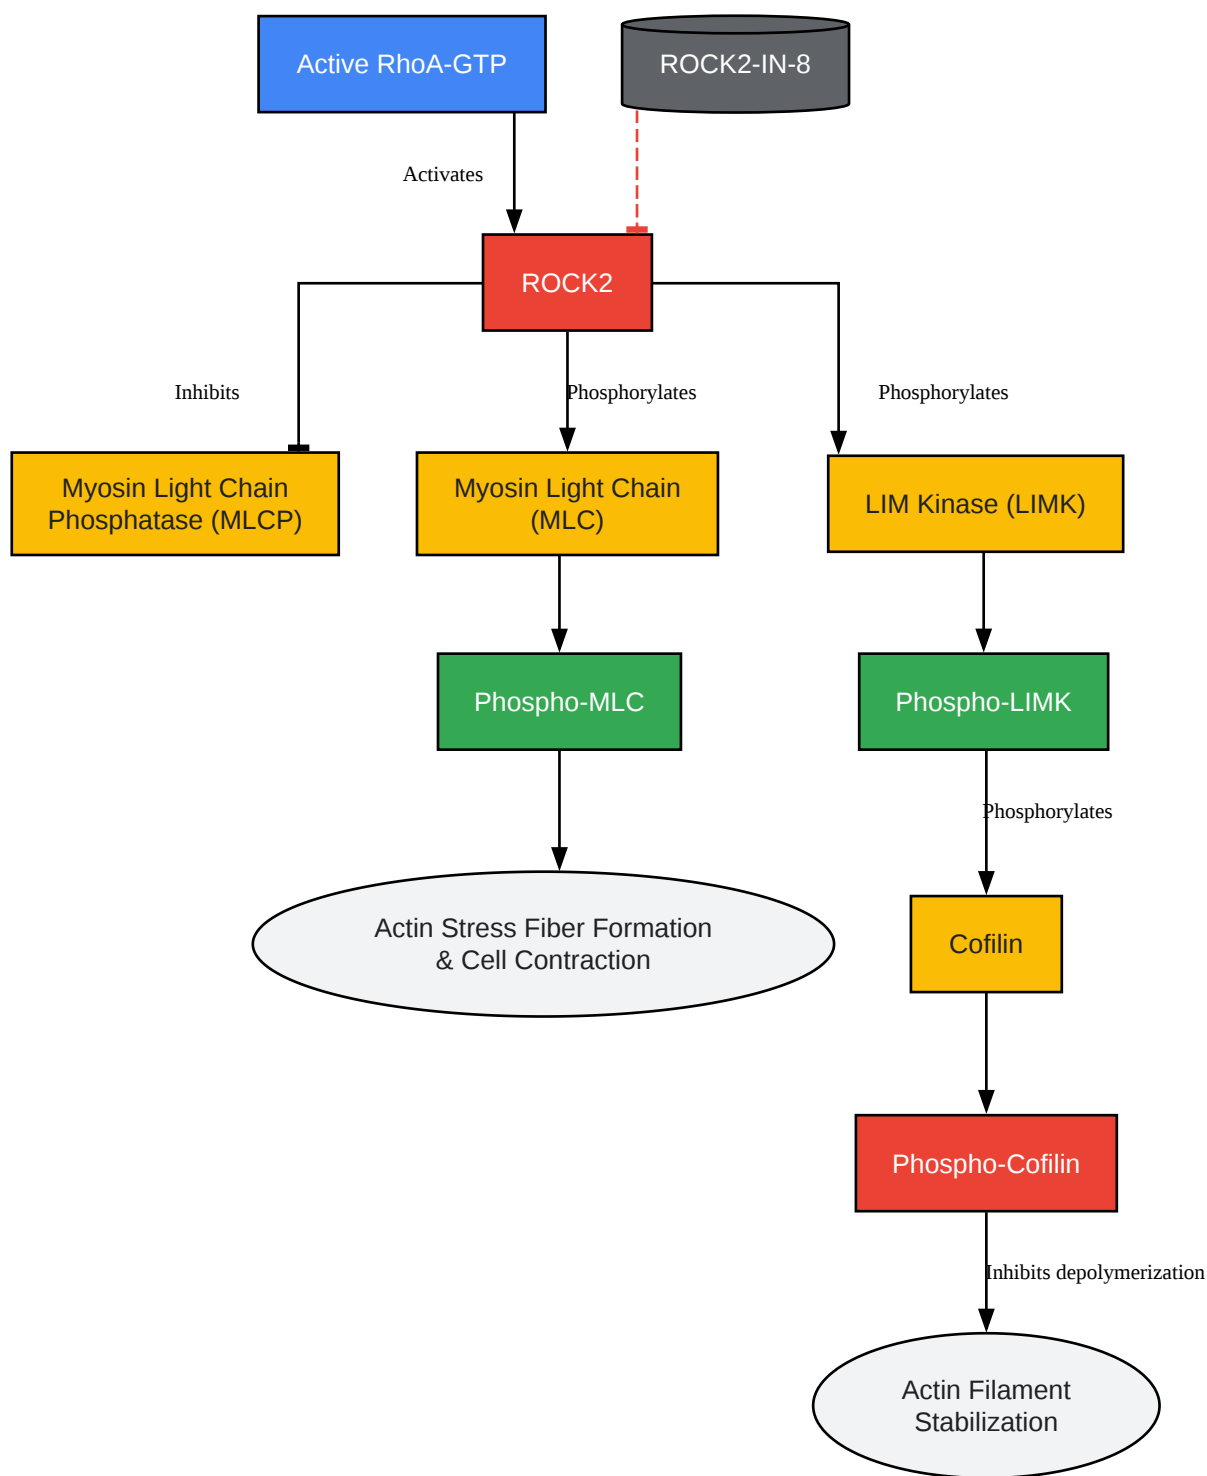 Active RhoA-GTP
ROCK2-IN-8
Activates
ROCK2
Inhibits
Phosphorylates
Phosphorylates
Myosin Light Chain
Phosphatase (MLCP)
Myosin Light Chain
(MLC)
LIM Kinase (LIMK)
Phospho-MLC
Phospho-LIMK
Phosphorylates
Actin Stress Fiber Formation
& Cell Contraction
Cofilin
Phospho-Cofilin
Inhibits depolymerization
Actin Filament
Stabilization